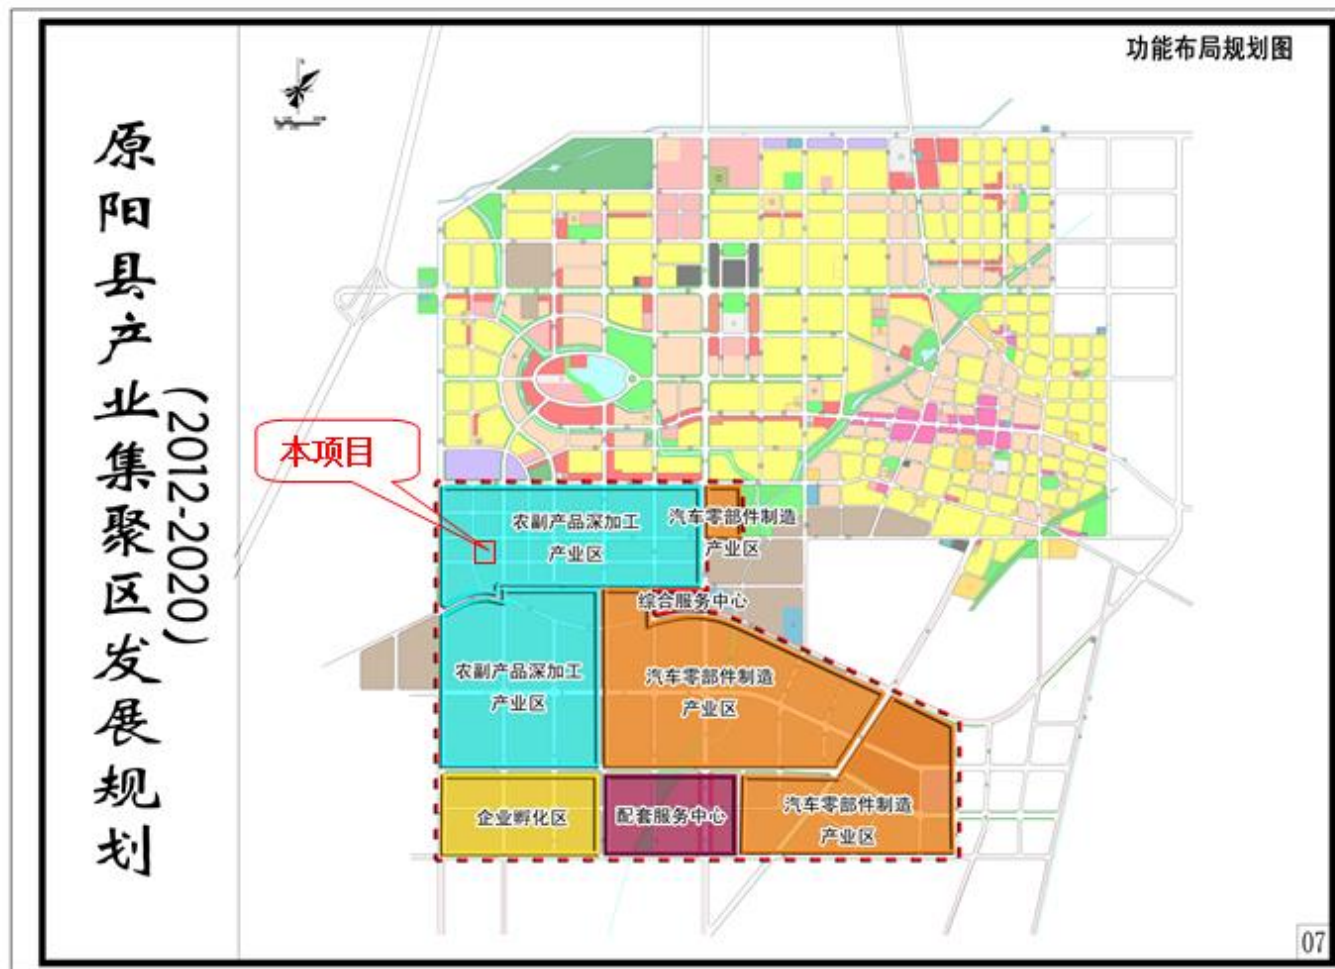 功能布局规划图
原阳县产业集聚区发展规划
(2012-2020)
本项目
农副产品深加工
产业区
汽车零部件制造
产业区
综合服务中心
农副产品深加工
产业区
汽车零部件制造
产业区
企业孵化区
配套服务中心
汽车零部件制造
产业区
07